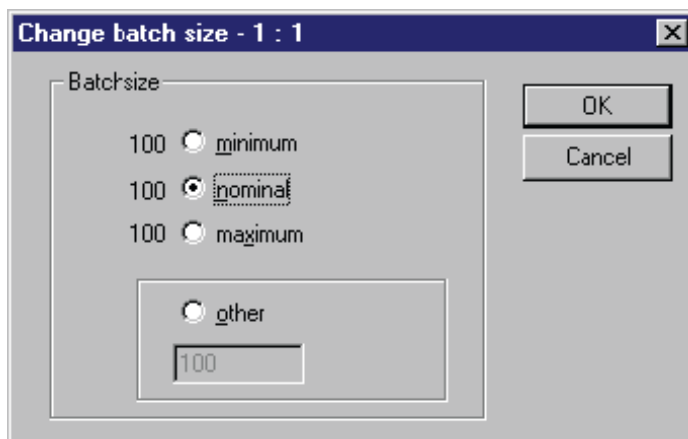 Change batch size - 1 : 1
Batchsize
OK
100 minimum
Cancel
100 nominal
100 maximum
other
100